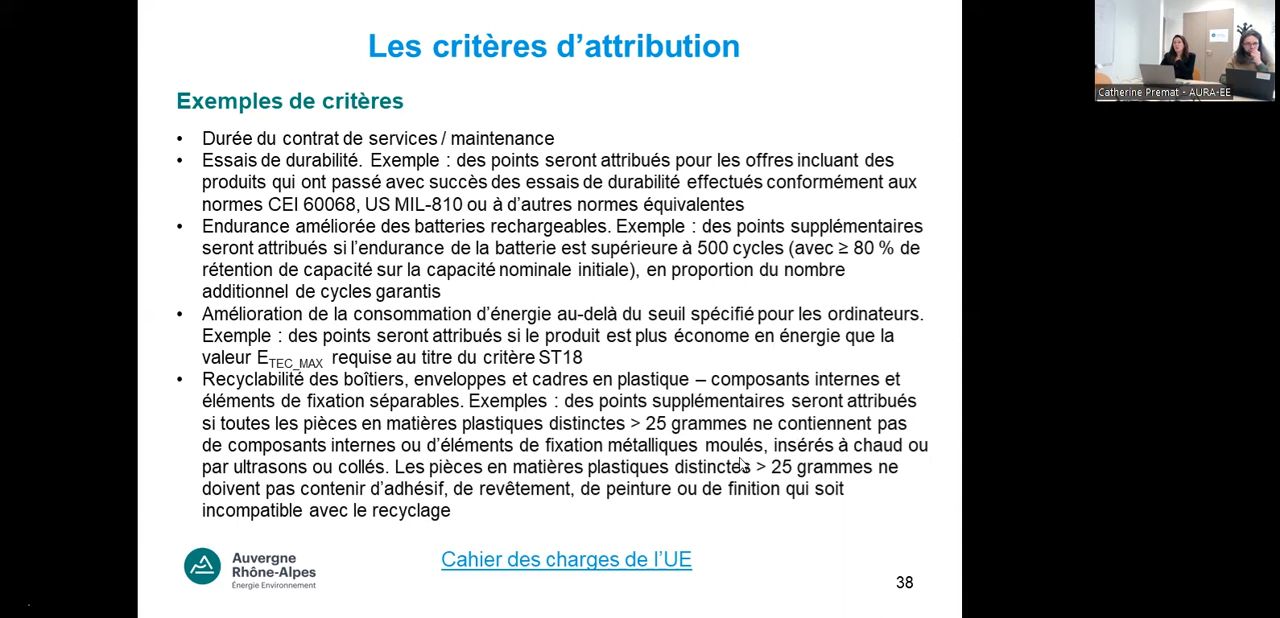 Les critères d’attribution
Exemples de critères
• Durée du contrat de services / maintenance
• Essais de durabilité. Exemple : des points seront attribués pour les offres incluant des
produits qui ont passé avec succès des essais de durabilité effectués conformément aux
normes CEI 60068, US MIL-810 ou à d’autres normes équivalentes
• Endurance améliorée des batteries rechargeables. Exemple : des points supplémentaires
seront attribués si l’endurance de la batterie est supérieure à 500 cycles (avec ≥ 80 % de
rétention de capacité sur la capacité nominale initiale), en proportion du nombre
additionnel de cycles garantis
• Amélioration de la consommation d’énergie au-delà du seuil spécifié pour les ordinateurs.
Exemple : des points seront attribués si le produit est plus économe en énergie que la
valeur ETEC_MAX requise au titre du critère ST18
• Recyclabilité des boîtiers, enveloppes et cadres en plastique – composants internes et
éléments de fixation séparables. Exemples : des points supplémentaires seront attribués
si toutes les pièces en matières plastiques distinctes > 25 grammes ne contiennent pas
de composants internes ou d’éléments de fixation métalliques moulés, insérés à chaud ou
par ultrasons ou collés. Les pièces en matières plastiques distinctes > 25 grammes ne
doivent pas contenir d’adhésif, de revêtement, de peinture ou de finition qui soit
incompatible avec le recyclage
Auvergne
Rhône-Alpes
Énergie Environnement
Cahier des charges de l’UE
38
Catherine Premat - AURA-EE